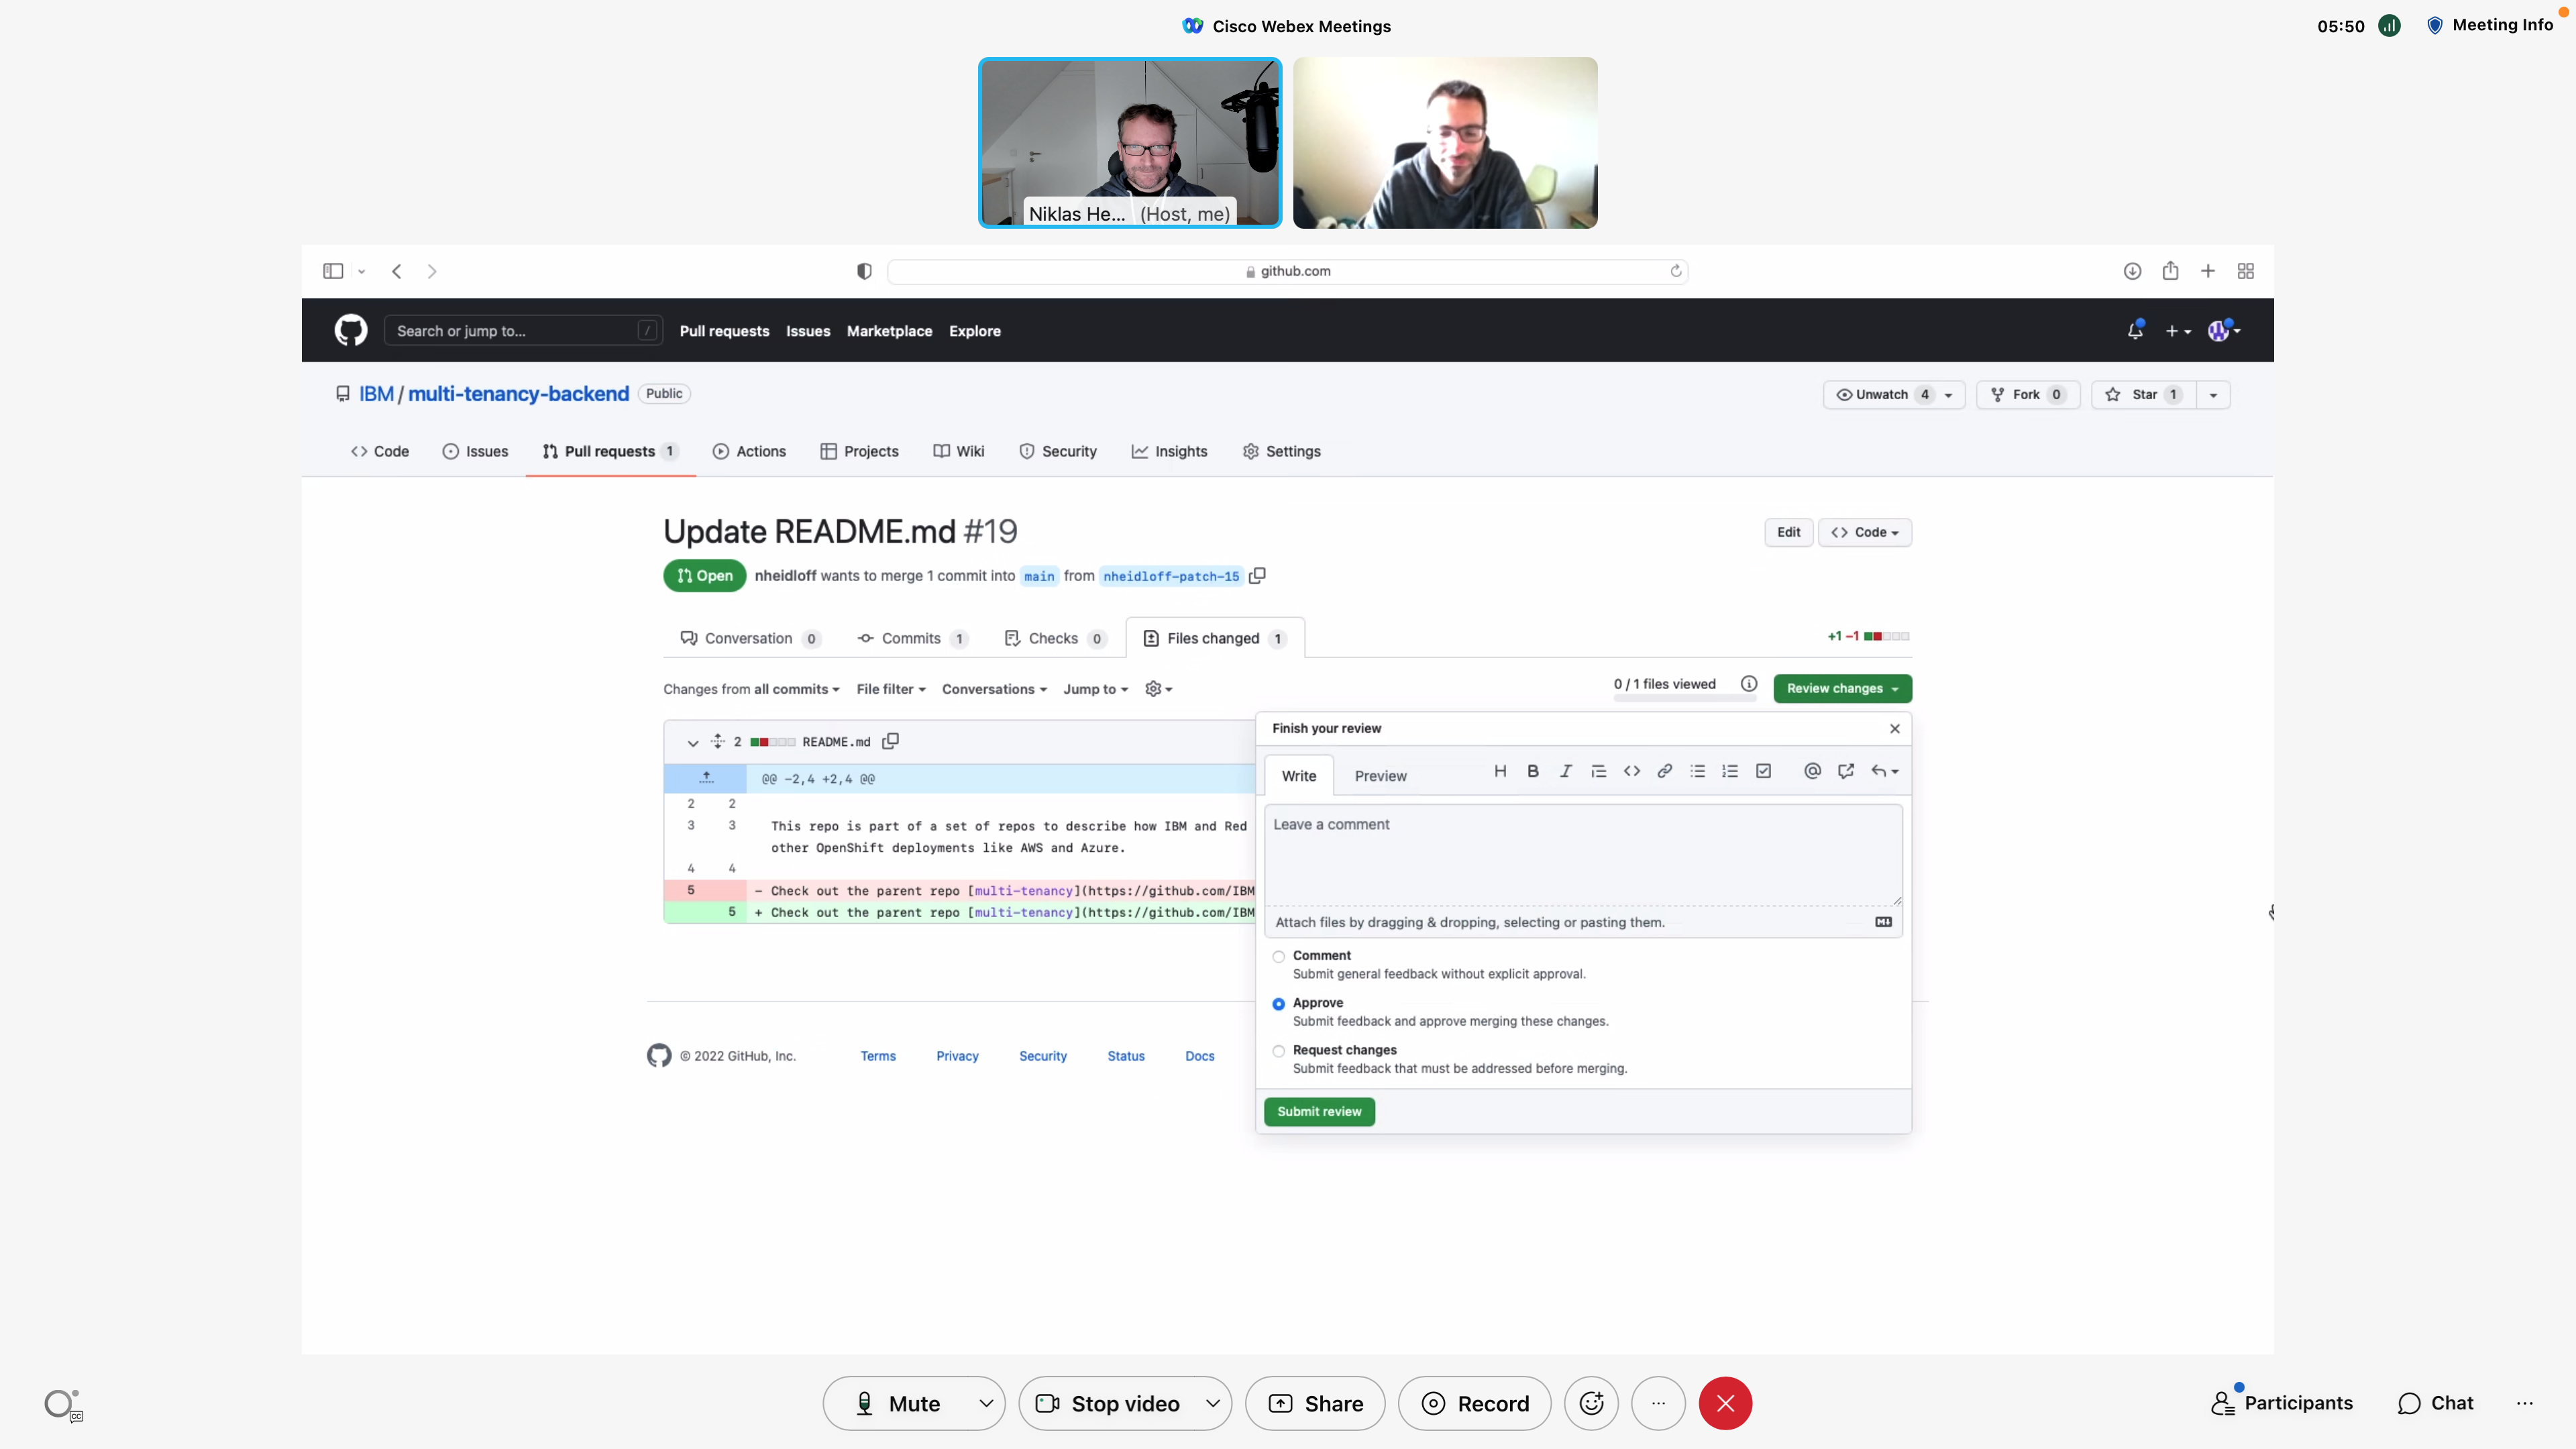 Cisco Webex Meetings
05:50 Meeting Info
Niklas He... (Host, me)
github.com
Search or jump to... / Pull requests Issues Marketplace Explore
IBM / multi-tenancy-backend Public
Unwatch 4 Fork 0 Star 1
Code Issues Pull requests 1 Actions Projects Wiki Security Insights Settings
Update README.md #19
Edit Code
Open nheidloff wants to merge 1 commit into main from nheidloff-patch-15
Conversation 0 Commits 1 Checks 0 Files changed 1
+1 −1
Changes from all commits File filter Conversations Jump to
0 / 1 files viewed Review changes
2 README.md
@@ -2,4 +2,4 @@
2 2
3 3 This repo is part of a set of repos to describe how IBM and Red
other OpenShift deployments like AWS and Azure.
4 4
5 - Check out the parent repo [multi-tenancy](https://github.com/IBM
5 + Check out the parent repo [multi-tenancy](https://github.com/IBM
Finish your review
Write Preview H B I @
Leave a comment
Attach files by dragging & dropping, selecting or pasting them.
Comment
Submit general feedback without explicit approval.
Approve
Submit feedback and approve merging these changes.
Request changes
Submit feedback that must be addressed before merging.
Submit review
© 2022 GitHub, Inc. Terms Privacy Security Status Docs
CC
Mute Stop video Share Record ... Participants Chat ...